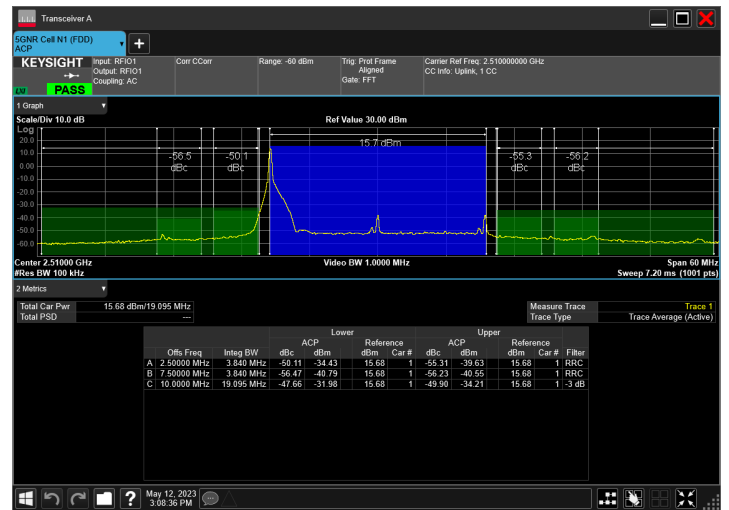 Transceiver A
5GNR Cell N1 (FDD)
ACP
KEYSIGHT
LXI
PASS
Input: RFIO1
Output: RFIO1
Coupling: AC
Corr CCorr
Range: -60 dBm
Trig: Prot Frame
Aligned
Gate: FFT
Carrier Ref Freq: 2.510000000 GHz
CC Info: Uplink, 1 CC
1 Graph
Scale/Div 10.0 dB
Ref Value 30.00 dBm
Log
20.0
10.0
0.00
-10.0
-20.0
-30.0
-40.0
-50.0
-60.0
-56.5
dBc
-50.1
dBc
15.7 dBm
-55.3
dBc
-56.2
dBc
Center 2.51000 GHz
Video BW 1.0000 MHz
Span 60 MHz
#Res BW 100 kHz
Sweep 7.20 ms (1001 pts)
2 Metrics
Total Car Pwr 15.68 dBm/19.095 MHz
Total PSD ---
Measure Trace Trace 1
Trace Type Trace Average (Active)
Lower Upper
ACP Reference ACP Reference
Offs Freq Integ BW dBc dBm dBm Car # dBc dBm dBm Car # Filter
A 2.50000 MHz 3.840 MHz -50.11 -34.43 15.68 1 -55.31 -39.63 15.68 1 RRC
B 7.50000 MHz 3.840 MHz -56.47 -40.79 15.68 1 -56.23 -40.55 15.68 1 RRC
C 10.0000 MHz 19.095 MHz -47.66 -31.98 15.68 1 -49.90 -34.21 15.68 1 -3 dB
May 12, 2023
3:08:36 PM